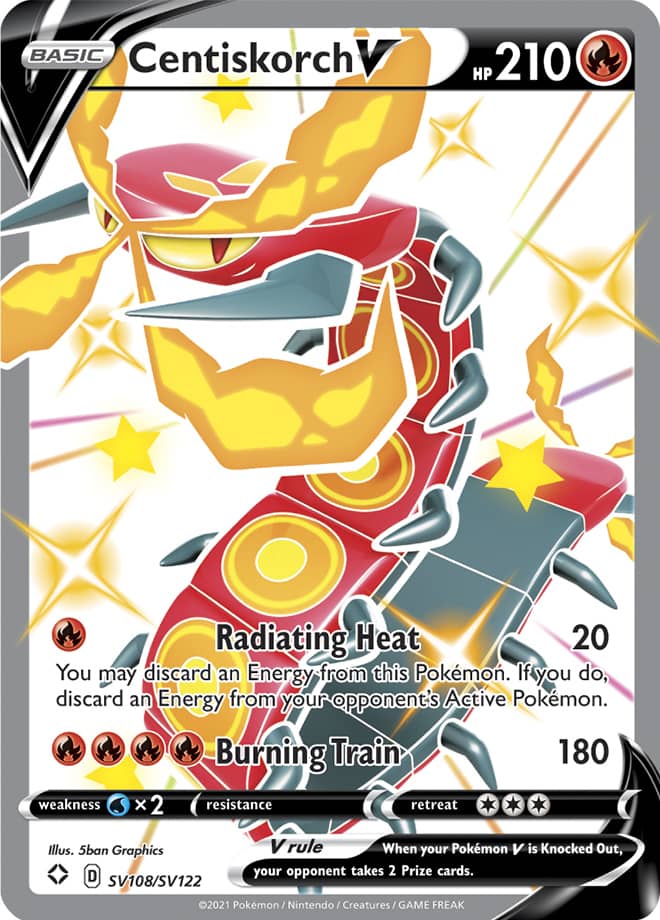 BASIC
Centiskorch V
HP 210
Radiating Heat 20
You may discard an Energy from this Pokémon. If you do,
discard an Energy from your opponent's Active Pokémon.
Burning Train 180
weakness ×2 resistance retreat
Illus. 5ban Graphics
D SV108/SV122
V rule When your Pokémon V is Knocked Out,
your opponent takes 2 Prize cards.
©2021 Pokémon / Nintendo / Creatures / GAME FREAK